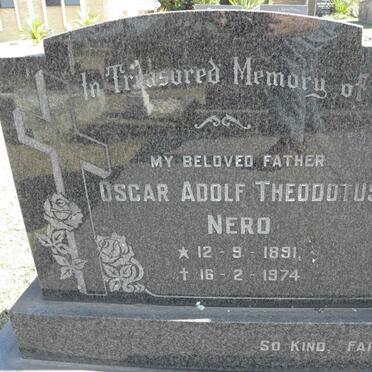 In Treasured Memory of
MY BELOVED FATHER
OSCAR ADOLF THEODOTUS
NERO
★ 12 - 9 - 1891.
✝ 16 - 2 - 1974
SO KIND, FAI